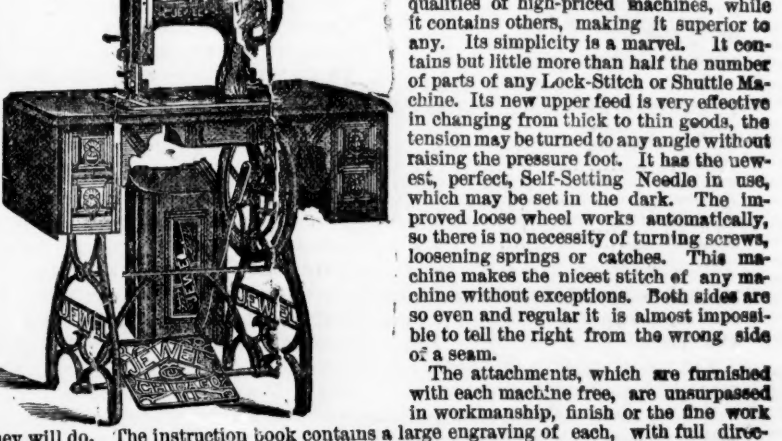 qualities of high-priced machines, while
it contains others, making it superior to
any. Its simplicity is a marvel. It con-
tains but little more than half the number
of parts of any Lock-Stitch or Shuttle Ma-
chine. Its new upper feed is very effective
in changing from thick to thin goods, the
tension may be turned to any angle without
raising the pressure foot. It has the new-
est, perfect, Self-Setting Needle in use,
which may be set in the dark. The im-
proved loose wheel works automatically,
so there is no necessity of turning screws,
loosening springs or catches. This ma-
chine makes the nicest stitch of any ma-
chine without exceptions. Both sides are
so even and regular it is almost impossi-
ble to tell the right from the wrong side
of a seam.
The attachments, which are furnished
with each machine free, are unsurpassed
in workmanship, finish or the fine work
they will do. The instruction book contains a large engraving of each, with full direc-
JEWEL
JEWEL
JEWEL
CHICAGO